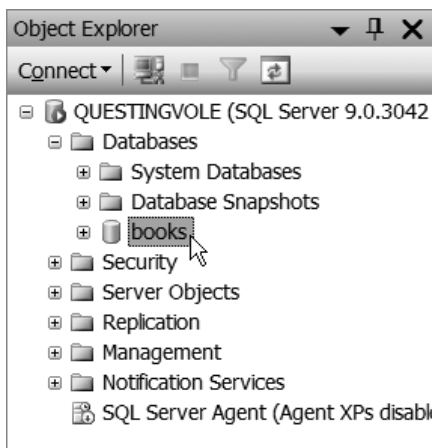 Object Explorer
Connect
QUESTINGVOLE (SQL Server 9.0.3042
Databases
System Databases
Database Snapshots
books
Security
Server Objects
Replication
Management
Notification Services
SQL Server Agent (Agent XPs disabl